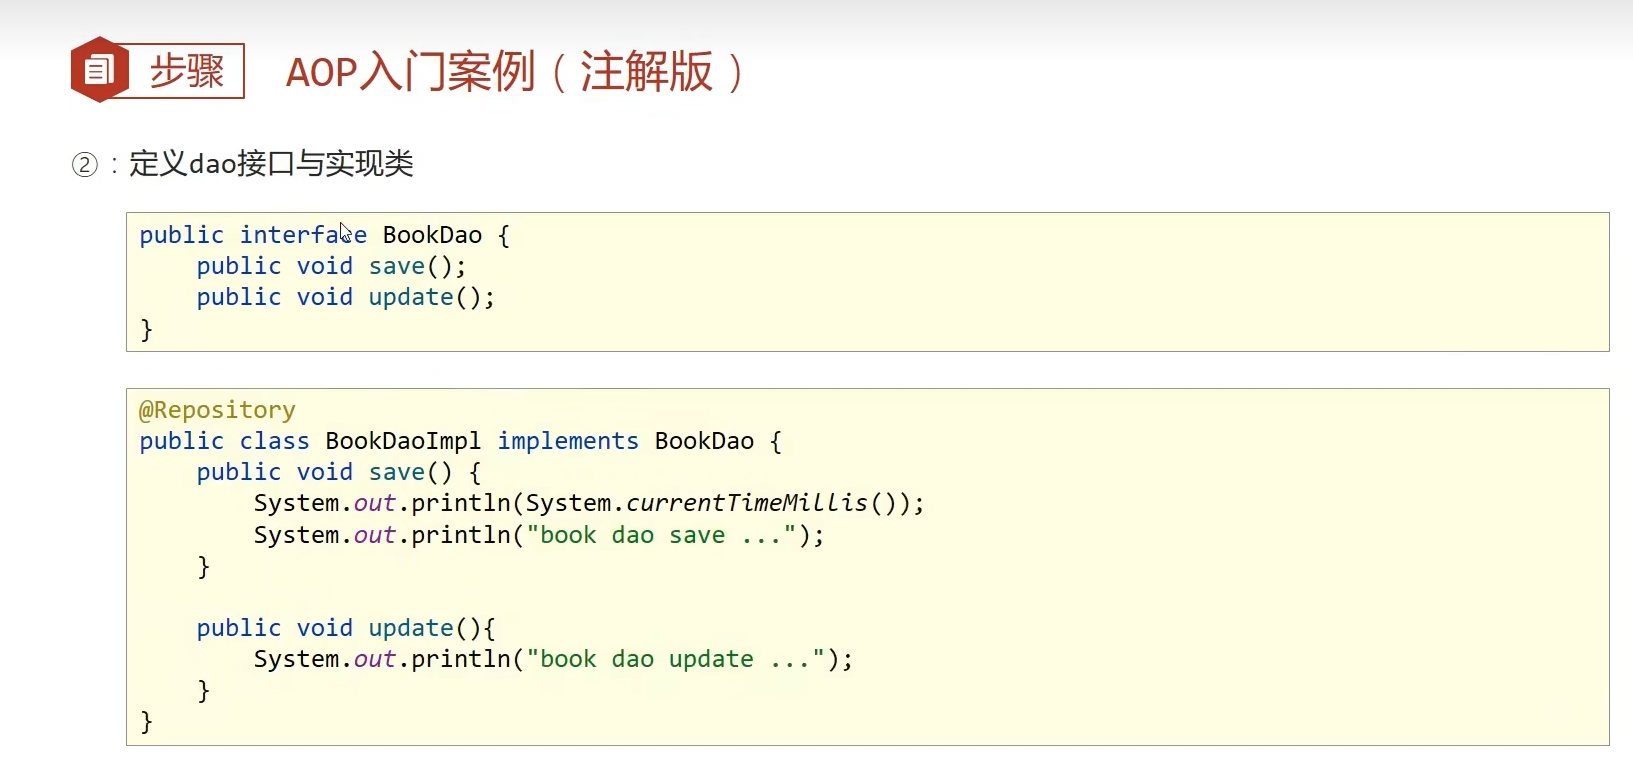 步骤 AOP入门案例（注解版）
②：定义dao接口与实现类
public interface BookDao {
    public void save();
    public void update();
}
@Repository
public class BookDaoImpl implements BookDao {
    public void save() {
        System.out.println(System.currentTimeMillis());
        System.out.println("book dao save ...");
    }
    public void update(){
        System.out.println("book dao update ...");
    }
}